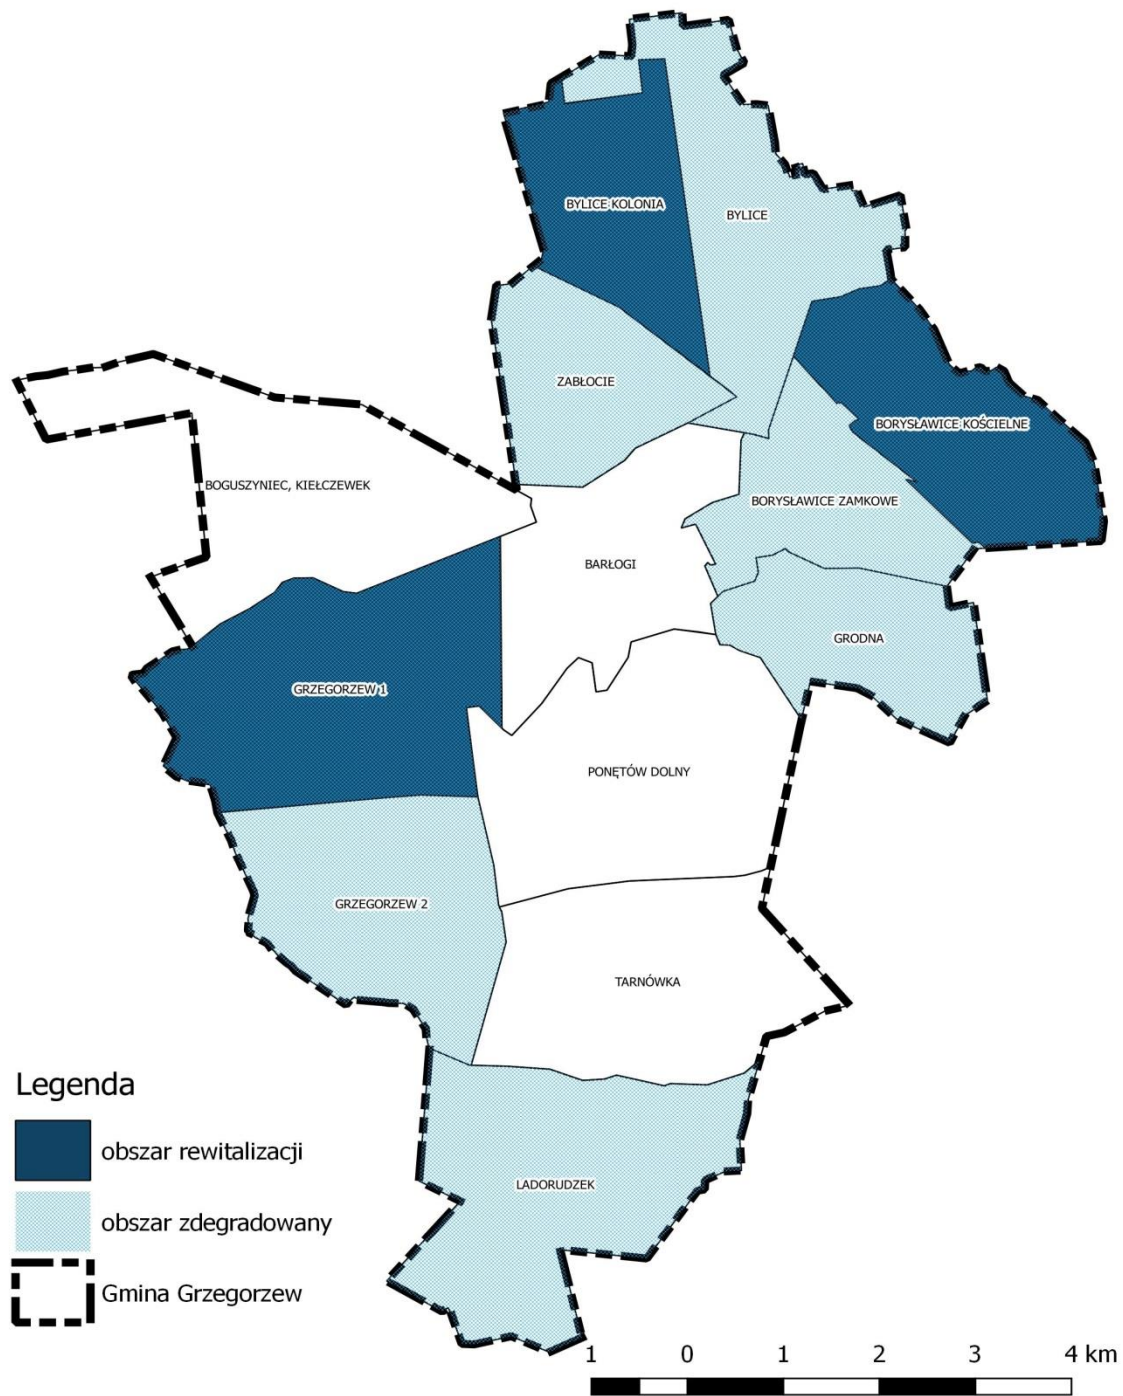 BYLICE KOLONIA
BYLICE
ZABŁOCIE
BORYSŁAWICE KOŚCIELNE
BOGUSZYNIEC, KIEŁCZEWEK
BORYSŁAWICE ZAMKOWE
BARŁOGI
GRODNA
GRZEGORZEW 1
PONĘTÓW DOLNY
GRZEGORZEW 2
TARNÓWKA
LADORUDZEK
Legenda
obszar rewitalizacji
obszar zdegradowany
Gmina Grzegorzew
1 0 1 2 3 4 km